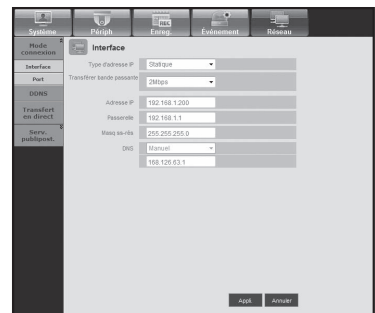 Système Périph Enreg. Événement Réseau
REC
Mode connexion
Interface
Port
DDNS
Transfert en direct
Serv. publipost.
Interface
Type d'adresse IP Statique
Transférer bande passante 2Mbps
Adresse IP 192.168.1.200
Passerelle 192.168.1.1
Masq ss-rés 255.255.255.0
DNS Manuel
168.126.63.1
Appli. Annuler